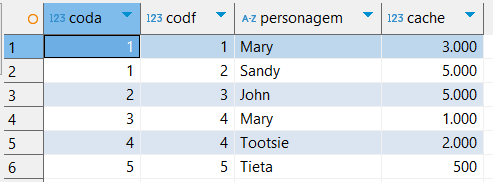 123 coda 123 codf A-Z personagem 123 cache
1 1 1 Mary 3.000
2 1 2 Sandy 5.000
3 2 3 John 5.000
4 3 4 Mary 1.000
5 4 4 Tootsie 2.000
6 5 5 Tieta 500